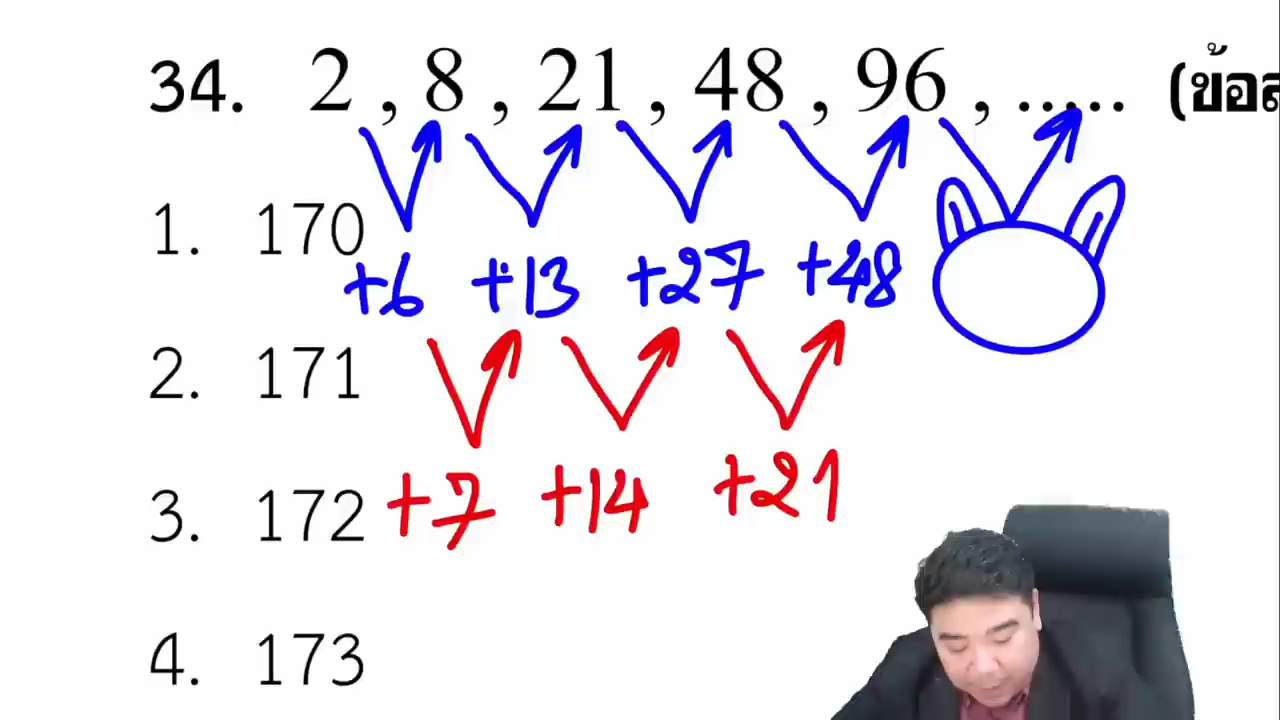 34. 2 , 8 , 21 , 48 , 96 , ..... (ข้อส
1. 170
+6 +13 +27 +48
2. 171
+7 +14 +21
3. 172
4. 173